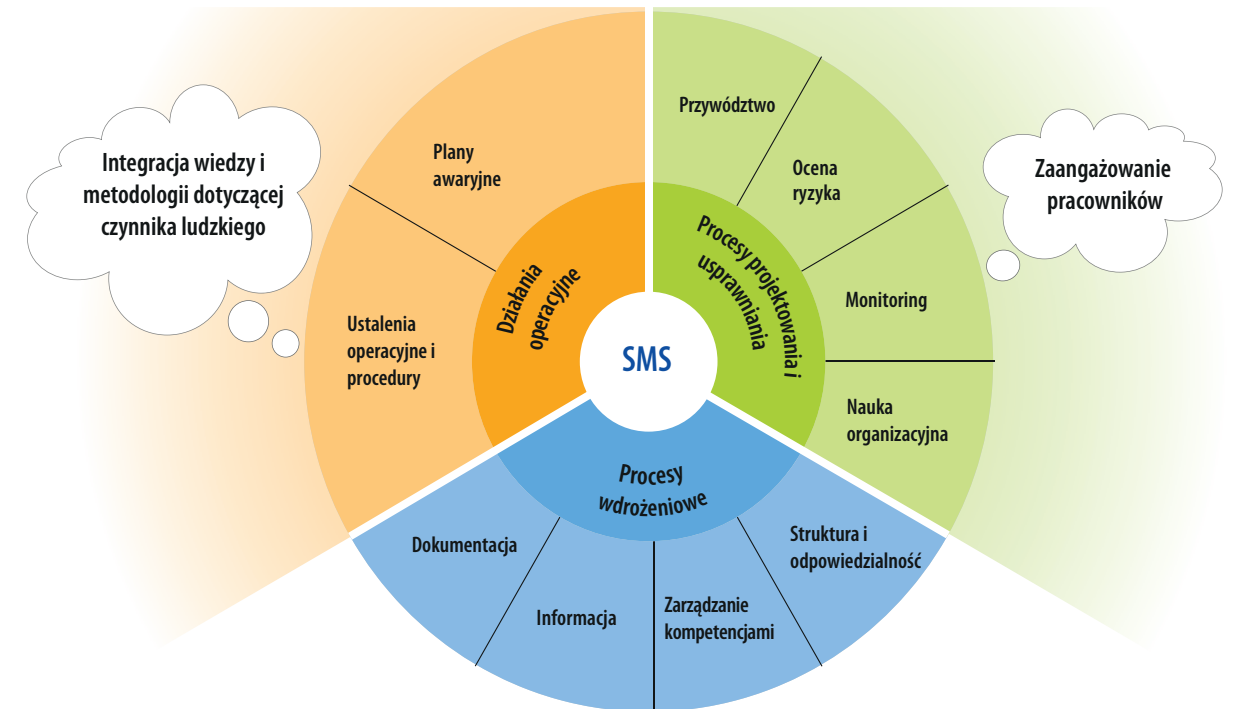 Integracja wiedzy i
metodologii dotyczącej
czynnika ludzkiego
Plany
awaryjne
Ustalenia
operacyjne i
procedury
Działania
operacyjne
SMS
Przywództwo
Ocena
ryzyka
Monitoring
Nauka
organizacyjna
Procesy projektowania i
usprawniania
Zaangażowanie
pracowników
Procesy
wdrożeniowe
Dokumentacja
Informacja
Zarządzanie
kompetencjami
Struktura i
odpowiedzialność